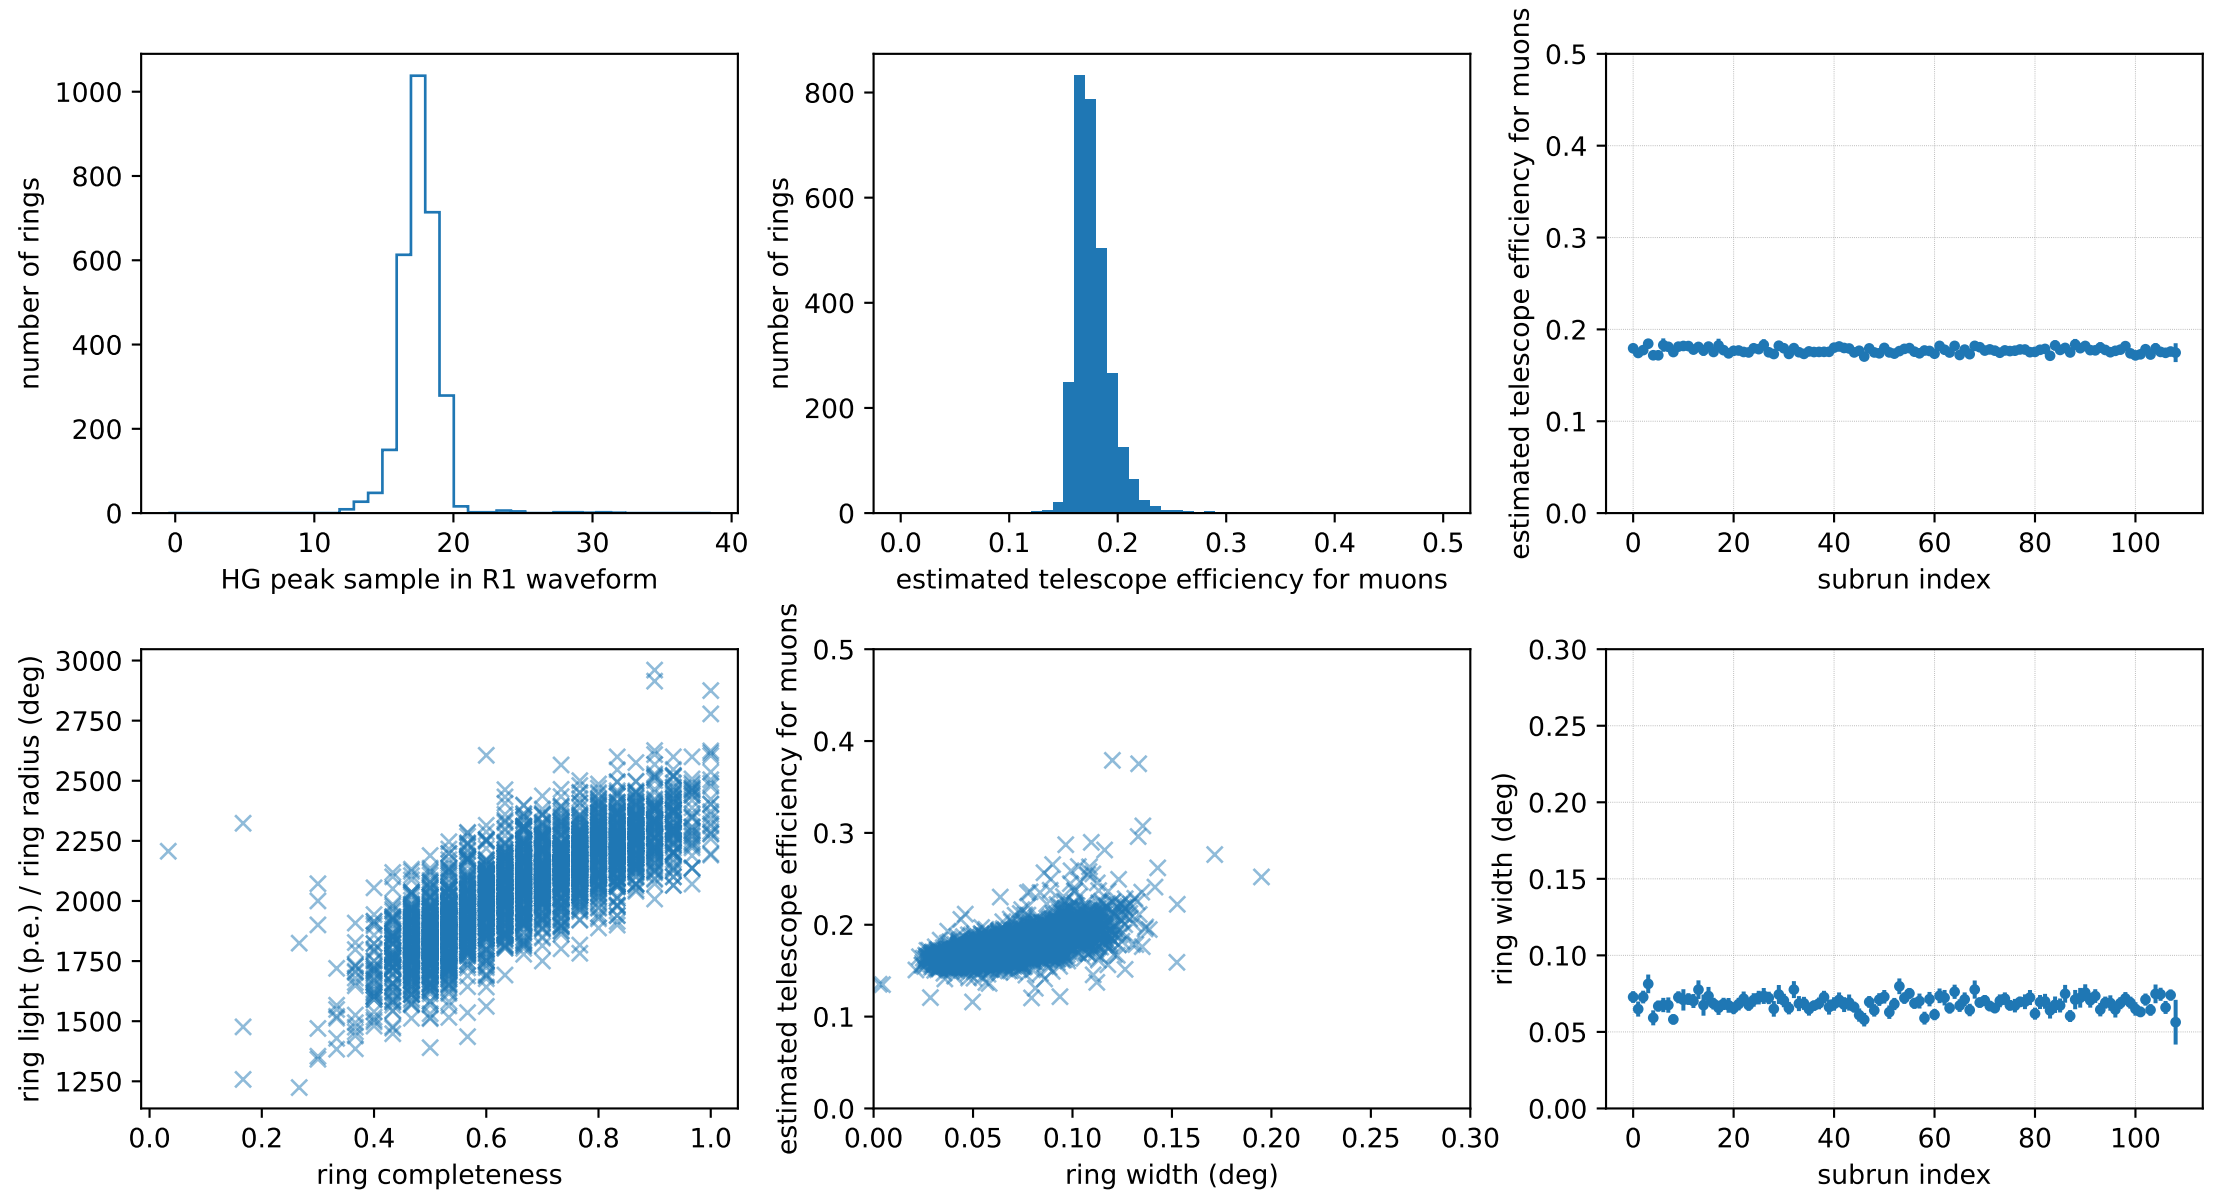 number of rings
1000
800
600
400
200
0
0 10 20 30 40
HG peak sample in R1 waveform
number of rings
800
600
400
200
0
0.0 0.1 0.2 0.3 0.4 0.5
estimated telescope efficiency for muons
estimated telescope efficiency for muons
0.5
0.4
0.3
0.2
0.1
0.0
0 20 40 60 80 100
subrun index
ring light (p.e.) / ring radius (deg)
3000
2750
2500
2250
2000
1750
1500
1250
0.0 0.2 0.4 0.6 0.8 1.0
ring completeness
estimated telescope efficiency for muons
0.5
0.4
0.3
0.2
0.1
0.0
0.00 0.05 0.10 0.15 0.20 0.25 0.30
ring width (deg)
ring width (deg)
0.30
0.25
0.20
0.15
0.10
0.05
0.00
0 20 40 60 80 100
subrun index